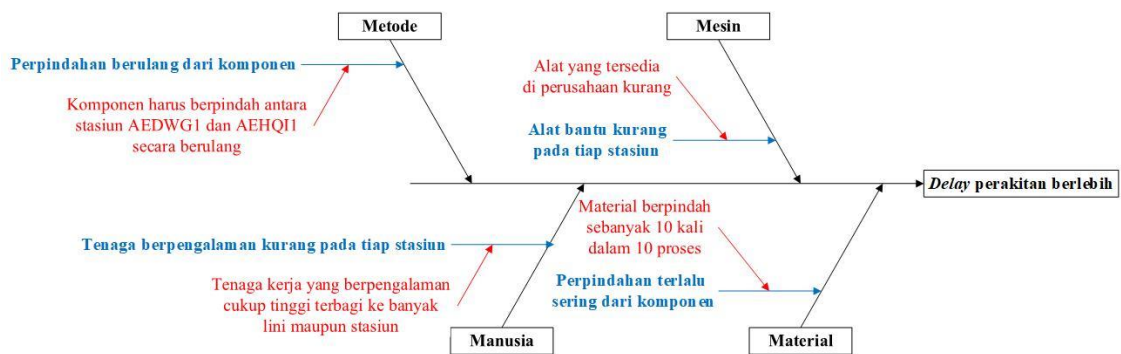 Metode
Mesin
Perpindahan berulang dari komponen
Komponen harus berpindah antara
stasiun AEDWG1 dan AEHQI1
secara berulang
Alat yang tersedia
di perusahaan kurang
Alat bantu kurang
pada tiap stasiun
Delay perakitan berlebih
Tenaga berpengalaman kurang pada tiap stasiun
Tenaga kerja yang berpengalaman
cukup tinggi terbagi ke banyak
lini maupun stasiun
Material berpindah
sebanyak 10 kali
dalam 10 proses
Perpindahan terlalu
sering dari komponen
Manusia
Material